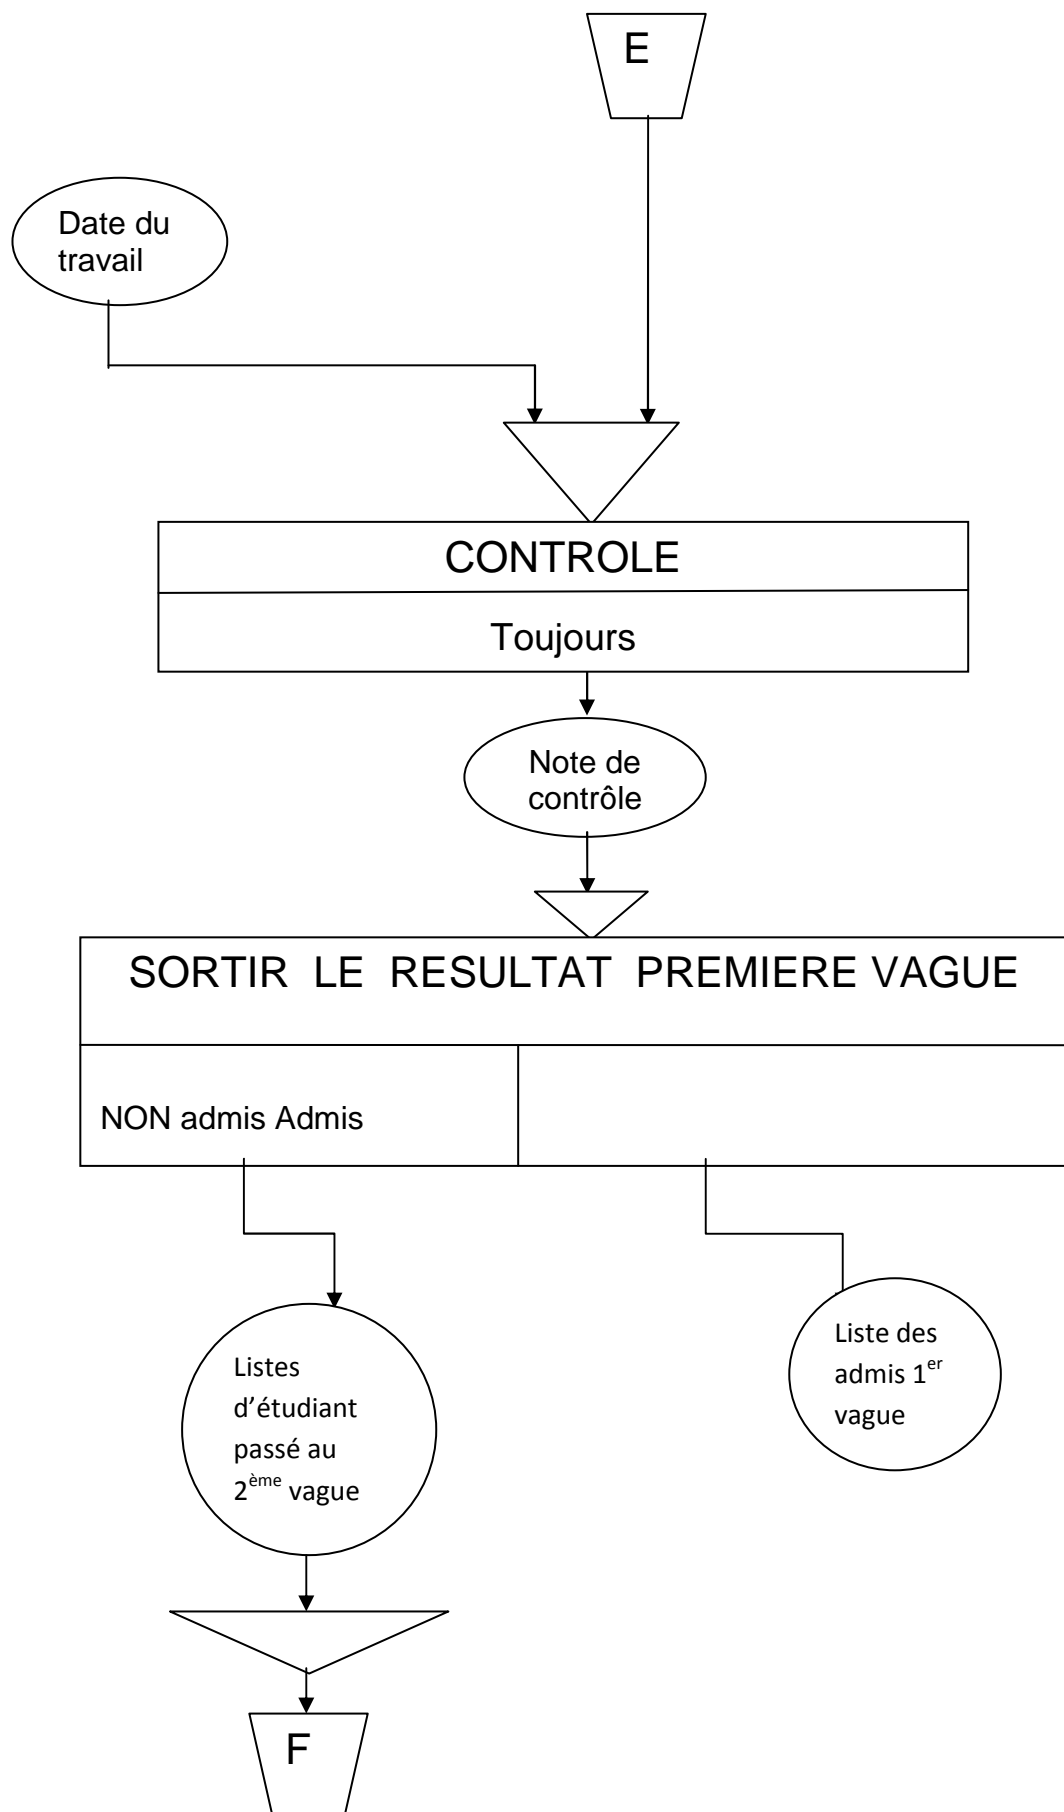 E
Date du
travail
CONTROLE
Toujours
Note de
contrôle
SORTIR LE RESULTAT PREMIERE VAGUE
NON admis Admis
Listes
d’étudiant
passé au
2ème vague
Liste des
admis 1er
vague
F